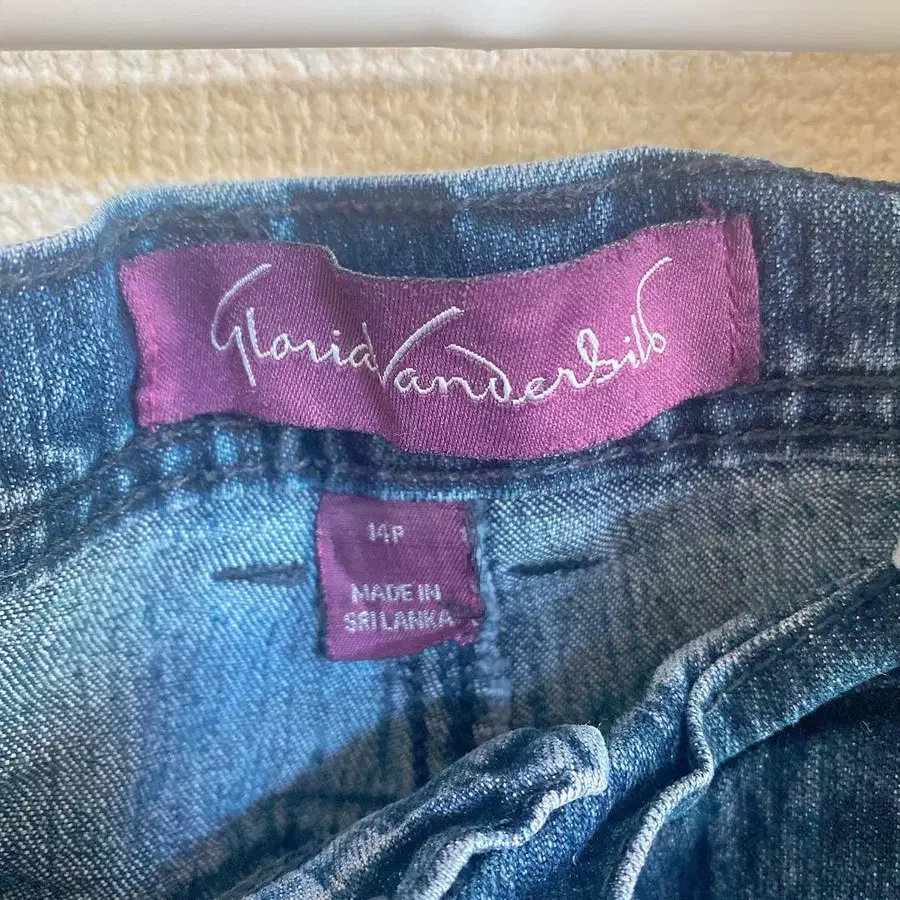 Gloria Vanderbilt
14P
MADE IN
SRI LANKA